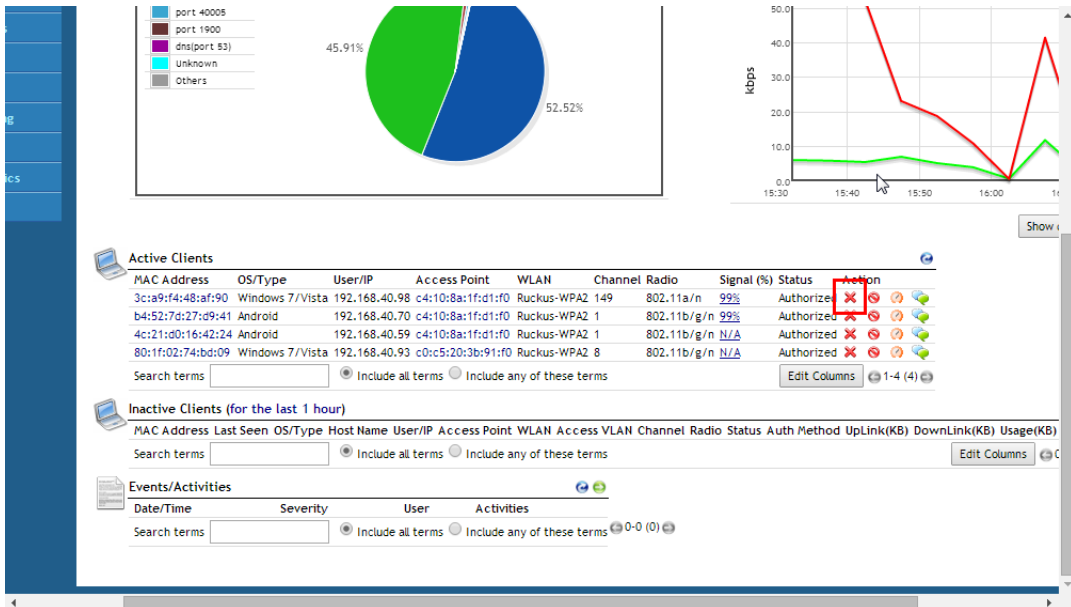 port 40005
port 1900
dns(port 53)
Unknown
Others
45.91%
52.52%
kbps
50.0
40.0
30.0
20.0
10.0
0.0
15:30 15:40 15:50 16:00
Show
Active Clients
MAC Address OS/Type User/IP Access Point WLAN Channel Radio Signal (%) Status Action
3c:a9:f4:48:af:90 Windows 7/Vista 192.168.40.98 c4:10:8a:1f:d1:f0 Ruckus-WPA2 149 802.11a/n 99% Authorized
b4:52:7d:27:d9:41 Android 192.168.40.70 c4:10:8a:1f:d1:f0 Ruckus-WPA2 1 802.11b/g/n 99% Authorized
4c:21:d0:16:42:24 Android 192.168.40.59 c4:10:8a:1f:d1:f0 Ruckus-WPA2 1 802.11b/g/n N/A Authorized
80:1f:02:74:bd:09 Windows 7/Vista 192.168.40.93 c0:c5:20:3b:91:f0 Ruckus-WPA2 8 802.11b/g/n N/A Authorized
Search terms Include all terms Include any of these terms Edit Columns 1-4 (4)
Inactive Clients (for the last 1 hour)
MAC Address Last Seen OS/Type Host Name User/IP Access Point WLAN Access VLAN Channel Radio Status Auth Method UpLink(KB) DownLink(KB) Usage(KB)
Search terms Include all terms Include any of these terms Edit Columns
Events/Activities
Date/Time Severity User Activities
Search terms Include all terms Include any of these terms 0-0 (0)